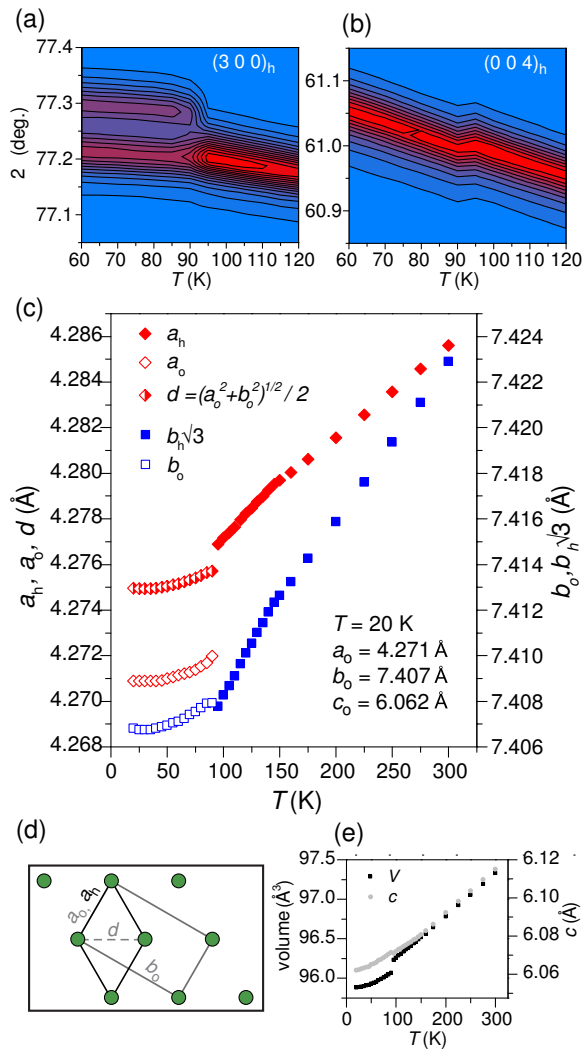 (a)
(b)
(3 0 0)h
(0 0 4)h
2 (deg.)
77.4
77.3
77.2
77.1
61.1
61.0
60.9
60 70 80 90 100 110 120
60 70 80 90 100 110 120
T (K)
T (K)
(c)
ah
ao
d =(ao2+bo2)1/2 / 2
bh√3
bo
ah, ao, d (Å)
4.286
4.284
4.282
4.280
4.278
4.276
4.274
4.272
4.270
4.268
7.424
7.422
7.420
7.418
7.416
7.414
7.412
7.410
7.408
7.406
bo, bh√3 (Å)
T = 20 K
ao = 4.271 Å
bo = 7.407 Å
co = 6.062 Å
0 25 50 75 100 125 150 175 200 225 250 275 300
T (K)
(d)
ao, ah
d
bo
(e)
V
c
volume (Å3)
97.5
97.0
96.5
96.0
6.12
6.10
6.08
6.06
c (Å)
0 50 100 150 200 250 300
T (K)